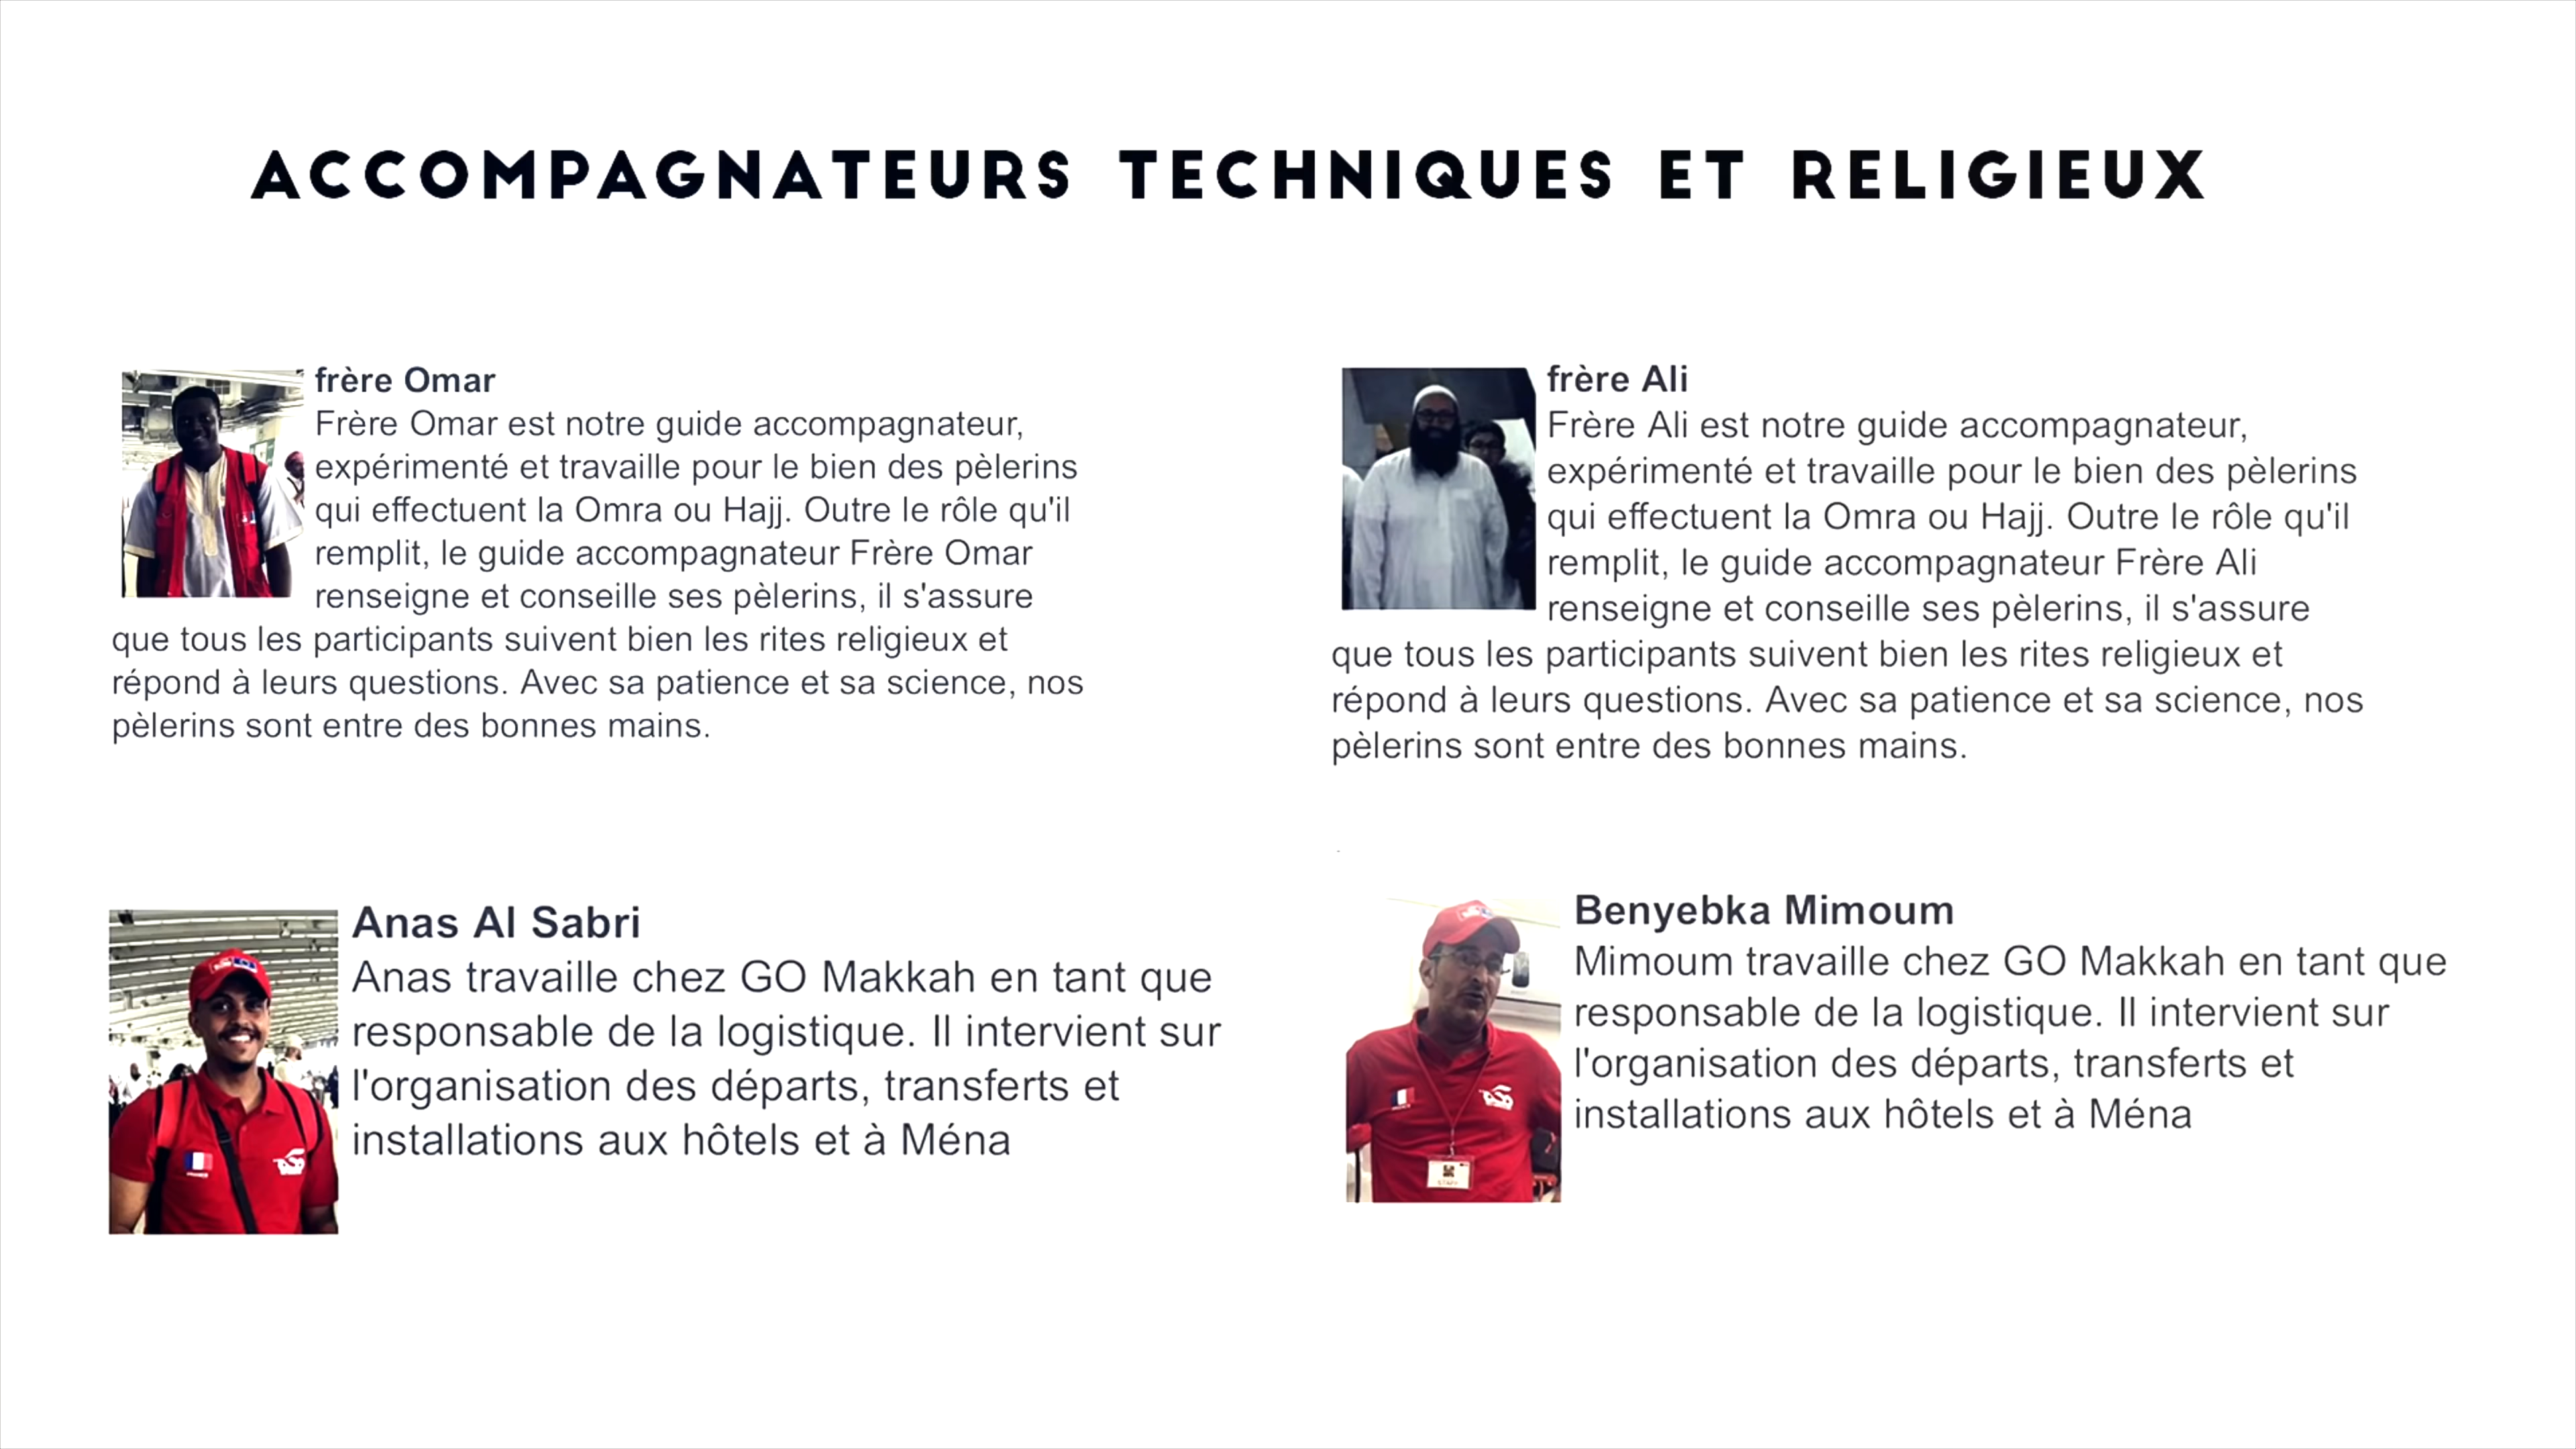 ACCOMPAGNATEURS TECHNIQUES ET RELIGIEUX
frère Omar
Frère Omar est notre guide accompagnateur,
expérimenté et travaille pour le bien des pèlerins
qui effectuent la Omra ou Hajj. Outre le rôle qu'il
remplit, le guide accompagnateur Frère Omar
renseigne et conseille ses pèlerins, il s'assure
que tous les participants suivent bien les rites religieux et
répond à leurs questions. Avec sa patience et sa science, nos
pèlerins sont entre des bonnes mains.
frère Ali
Frère Ali est notre guide accompagnateur,
expérimenté et travaille pour le bien des pèlerins
qui effectuent la Omra ou Hajj. Outre le rôle qu'il
remplit, le guide accompagnateur Frère Ali
renseigne et conseille ses pèlerins, il s'assure
que tous les participants suivent bien les rites religieux et
répond à leurs questions. Avec sa patience et sa science, nos
pèlerins sont entre des bonnes mains.
Anas Al Sabri
Anas travaille chez GO Makkah en tant que
responsable de la logistique. Il intervient sur
l'organisation des départs, transferts et
installations aux hôtels et à Ména
Benyebka Mimoum
Mimoum travaille chez GO Makkah en tant que
responsable de la logistique. Il intervient sur
l'organisation des départs, transferts et
installations aux hôtels et à Ména